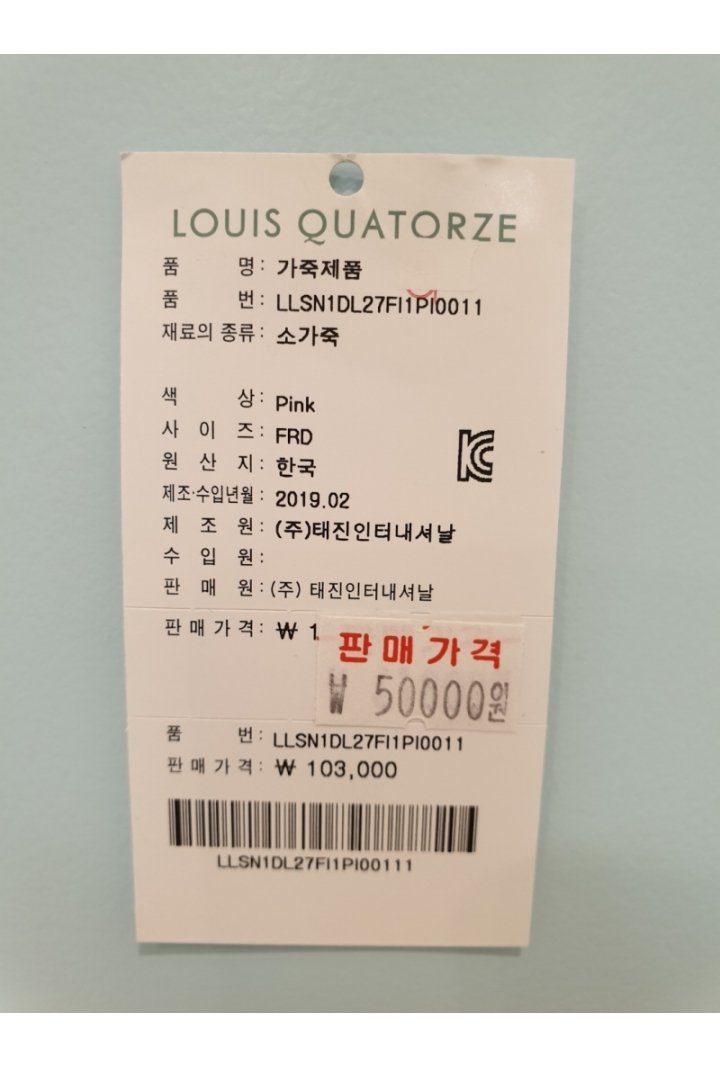 LOUIS QUATORZE
품 명 : 가죽제품
품 번 : LLSN1DL27FI1PI0011
재료의 종류 : 소가죽
색 상 : Pink
사 이 즈 : FRD
원 산 지 : 한국
제조·수입년월 : 2019.02
제 조 원 : (주)태진인터내셔날
수 입 원 :
판 매 원 : (주) 태진인터내셔날
판 매 가 격 : ₩ 1
판매가격
₩ 50000원
품 번 : LLSN1DL27FI1PI0011
판 매 가 격 : ₩ 103,000
LLSN1DL27FI1PI00111